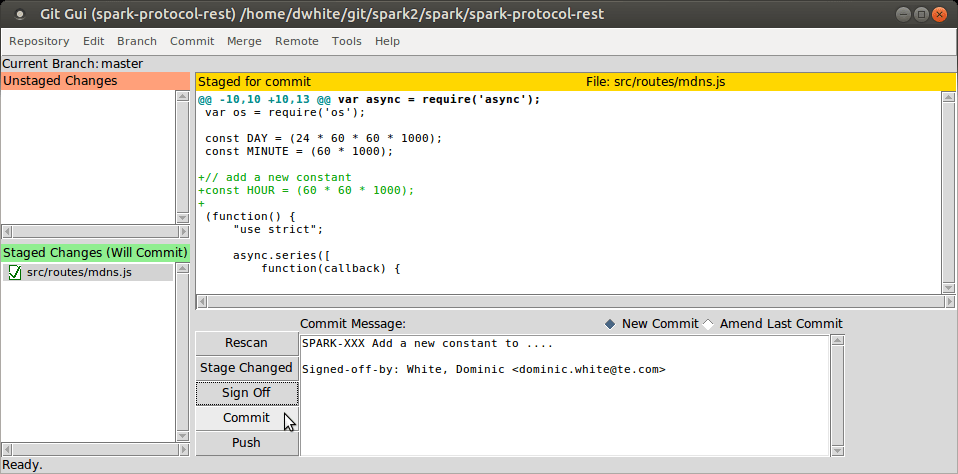 Git Gui (spark-protocol-rest) /home/dwhite/git/spark2/spark/spark-protocol-rest
Repository Edit Branch Commit Merge Remote Tools Help
Current Branch: master
Unstaged Changes
Staged Changes (Will Commit)
src/routes/mdns.js
Staged for commit File: src/routes/mdns.js
@@ -10,10 +10,13 @@ var async = require('async');
var os = require('os');
const DAY = (24 * 60 * 60 * 1000);
const MINUTE = (60 * 1000);
+// add a new constant
+const HOUR = (60 * 60 * 1000);
+
(function() {
"use strict";
async.series([
function(callback) {
Commit Message: New Commit Amend Last Commit
Rescan
Stage Changed
Sign Off
Commit
Push
SPARK-XXX Add a new constant to ....
Signed-off-by: White, Dominic <dominic.white@te.com>
Ready.